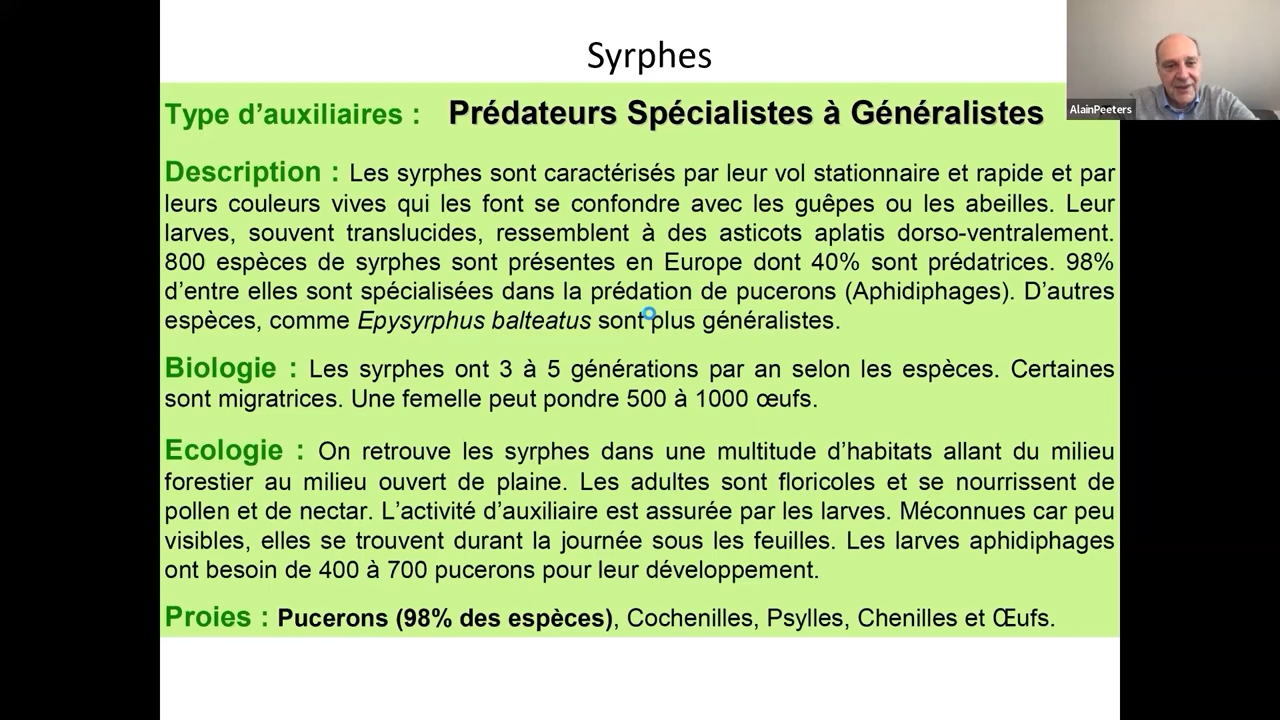 Syrphes
AlainPeeters
Type d’auxiliaires : Prédateurs Spécialistes à Généralistes
Description : Les syrphes sont caractérisés par leur vol stationnaire et rapide et par
leurs couleurs vives qui les font se confondre avec les guêpes ou les abeilles. Leur
larves, souvent translucides, ressemblent à des asticots aplatis dorso-ventralement.
800 espèces de syrphes sont présentes en Europe dont 40% sont prédatrices. 98%
d’entre elles sont spécialisées dans la prédation de pucerons (Aphidiphages). D’autres
espèces, comme Epysyrphus balteatus sont plus généralistes.
Biologie : Les syrphes ont 3 à 5 générations par an selon les espèces. Certaines
sont migratrices. Une femelle peut pondre 500 à 1000 œufs.
Ecologie : On retrouve les syrphes dans une multitude d’habitats allant du milieu
forestier au milieu ouvert de plaine. Les adultes sont floricoles et se nourrissent de
pollen et de nectar. L’activité d’auxiliaire est assurée par les larves. Méconnues car peu
visibles, elles se trouvent durant la journée sous les feuilles. Les larves aphidiphages
ont besoin de 400 à 700 pucerons pour leur développement.
Proies : Pucerons (98% des espèces), Cochenilles, Psylles, Chenilles et Œufs.